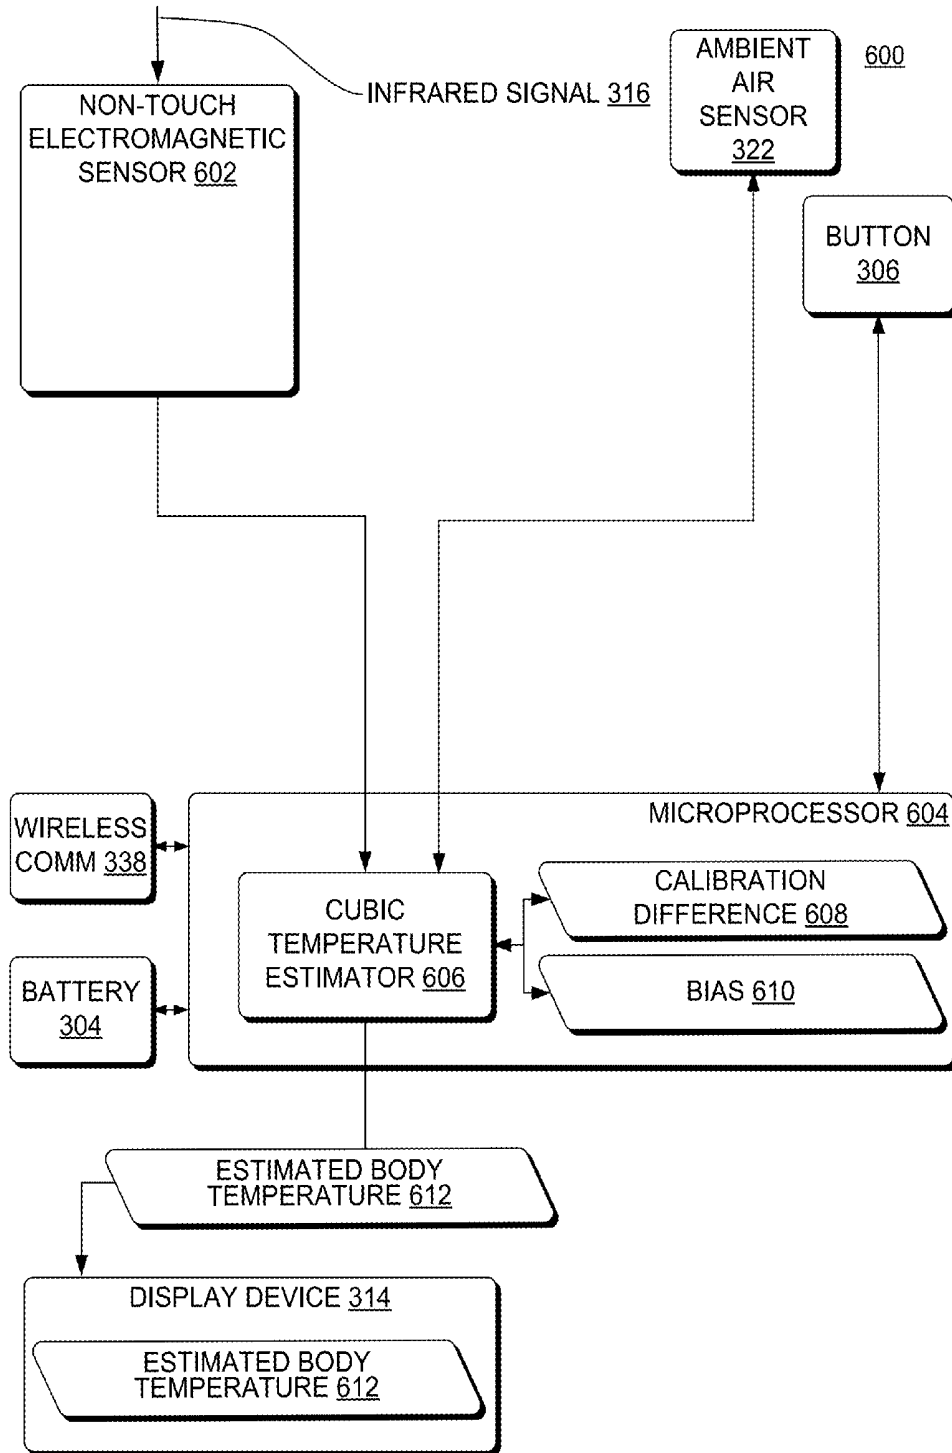 NON-TOUCH
ELECTROMAGNETIC
SENSOR 602
INFRARED SIGNAL 316
AMBIENT
AIR
SENSOR
322
600
BUTTON
306
WIRELESS
COMM 338
BATTERY
304
MICROPROCESSOR 604
CUBIC
TEMPERATURE
ESTIMATOR 606
CALIBRATION
DIFFERENCE 608
BIAS 610
ESTIMATED BODY
TEMPERATURE 612
DISPLAY DEVICE 314
ESTIMATED BODY
TEMPERATURE 612